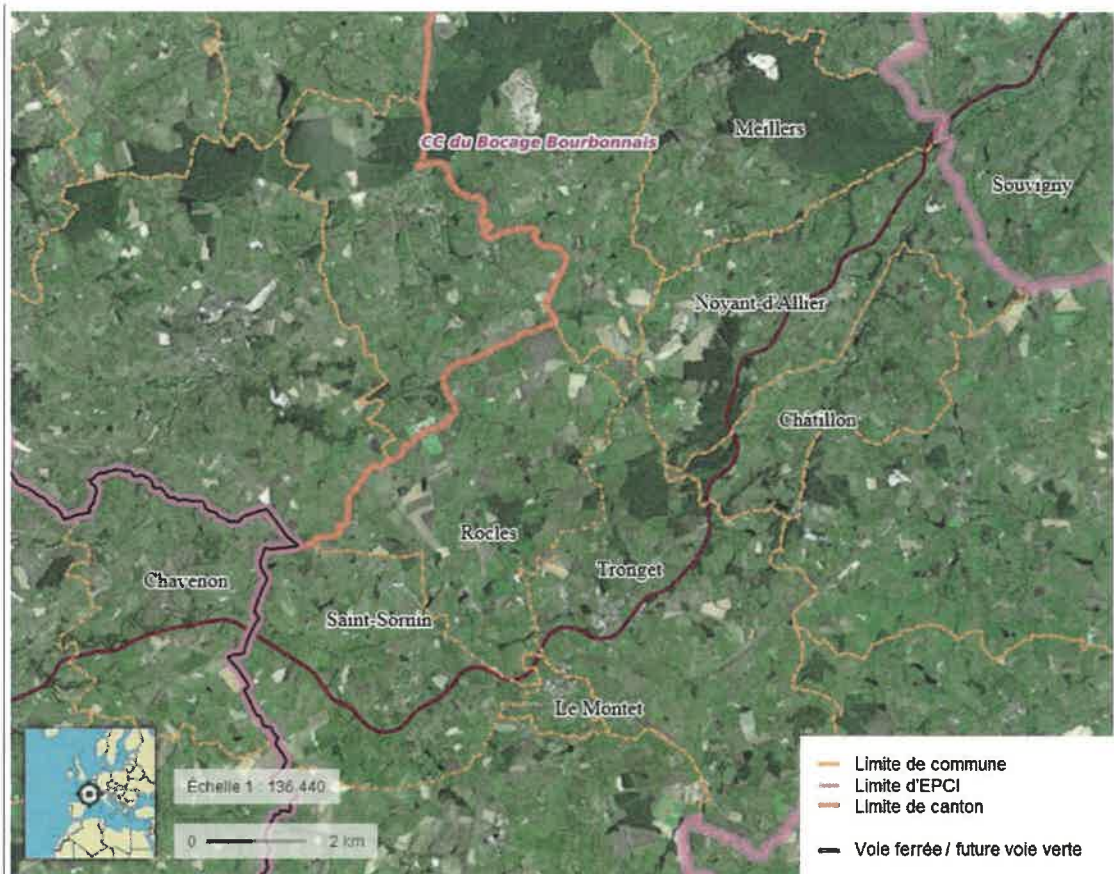 CC du Bocage Bourbonnais
Meillers
Souvigny
Noyant-d'Allier
Châtillon
Rocles
Tronget
Chavenon
Saint-Sornin
Le Montet
Échelle 1 : 136 440
0 2 km
Limite de commune
Limite d'EPCI
Limite de canton
Voie ferrée / future voie verte